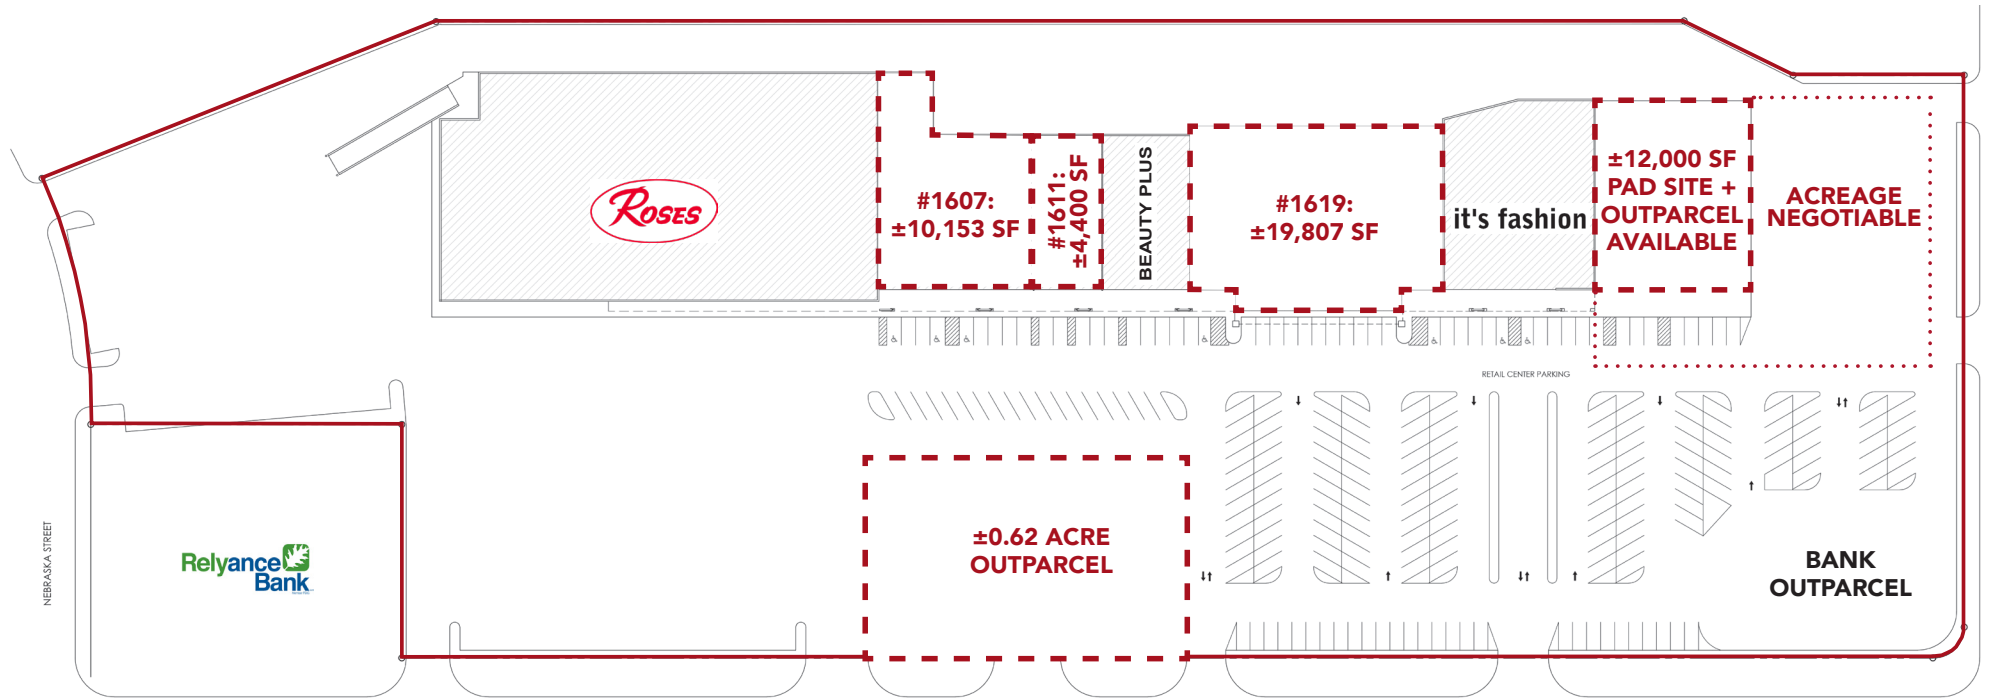 ROSES
#1607:
±10,153 SF
#1611:
±4,400 SF
BEAUTY PLUS
#1619:
±19,807 SF
it's fashion
±12,000 SF
PAD SITE +
OUTPARCEL
AVAILABLE
ACREAGE
NEGOTIABLE
RETAIL CENTER PARKING
NEBRASKA STREET
Relyance
Bank
±0.62 ACRE
OUTPARCEL
BANK
OUTPARCEL